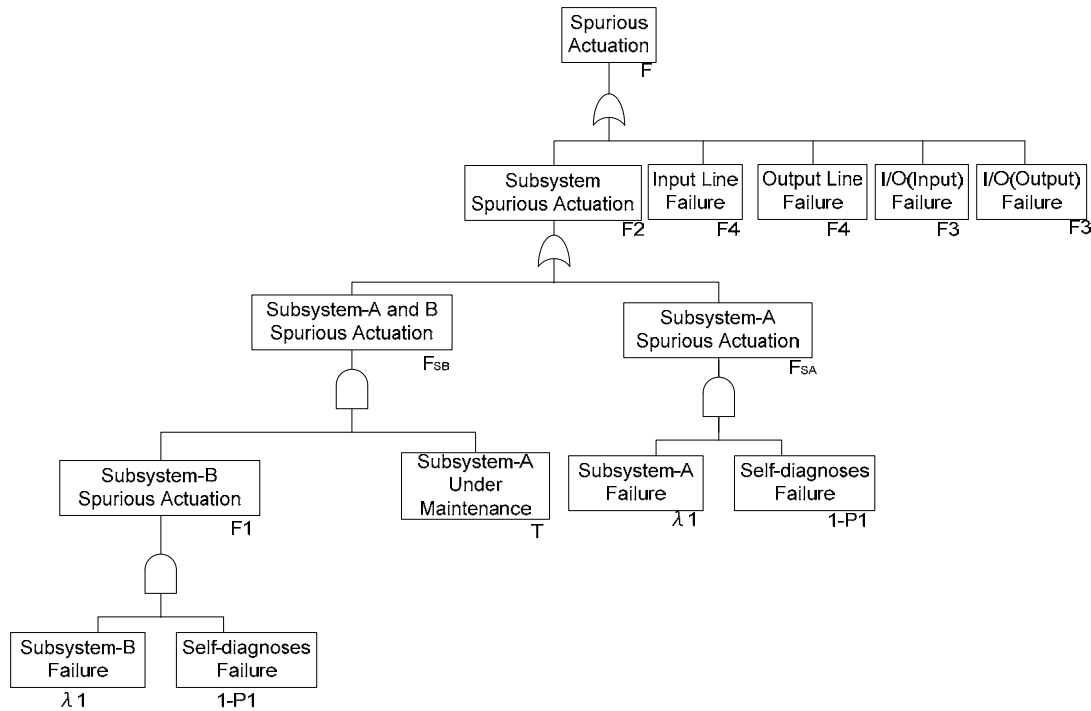 Spurious
Actuation
F
Subsystem
Spurious Actuation
F2
Input Line
Failure
F4
Output Line
Failure
F4
I/O(Input)
Failure
F3
I/O(Output)
Failure
F3
Subsystem-A and B
Spurious Actuation
FSB
Subsystem-A
Spurious Actuation
FSA
Subsystem-B
Spurious Actuation
F1
Subsystem-A
Under
Maintenance
T
Subsystem-A
Failure
λ1
Self-diagnoses
Failure
1-P1
Subsystem-B
Failure
λ1
Self-diagnoses
Failure
1-P1